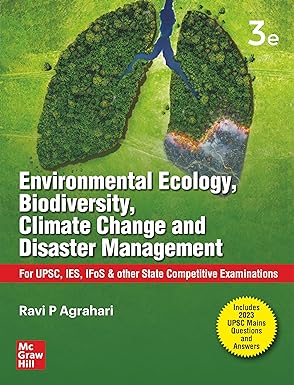 3e
Environmental Ecology,
Biodiversity,
Climate Change and
Disaster Management
For UPSC, IES, IFoS & other State Competitive Examinations
Ravi P Agrahari
Includes
2023
UPSC Mains
Questions and
Answers
Mc
Graw
Hill